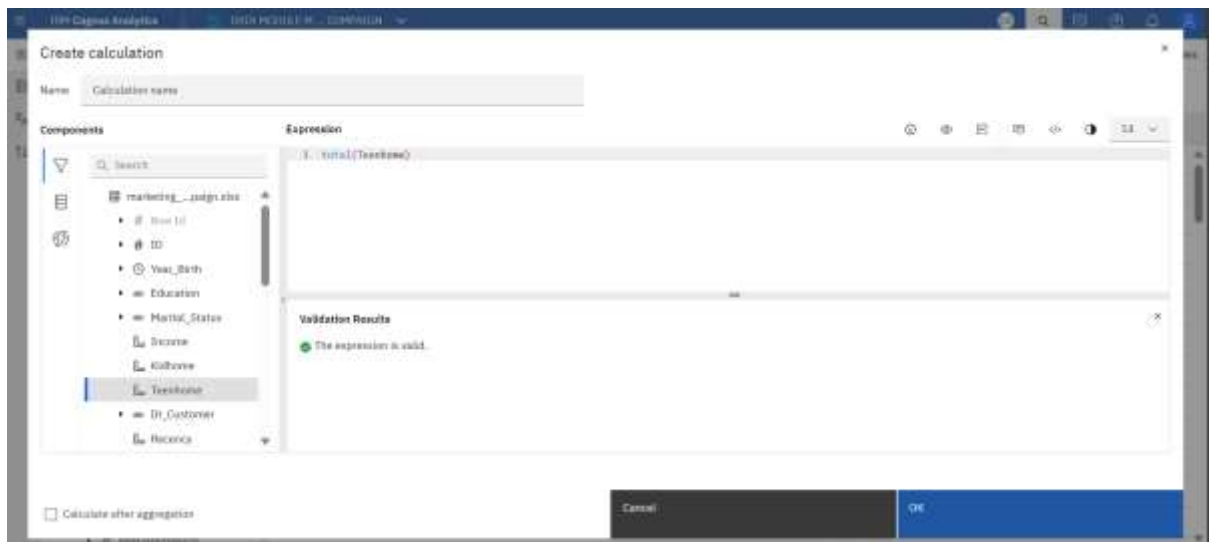 IBM Cognos Analytics
Create calculation
Name
Calculation name
Components
Expression
14
Search
1 total(Teenhome)
marketing_...paign.xlsx
Row Id
ID
Year_Birth
Education
Marital_Status
Income
Kidhome
Teenhome
Dt_Customer
Recency
Validation Results
The expression is valid.
Calculate after aggregation
Cancel
OK